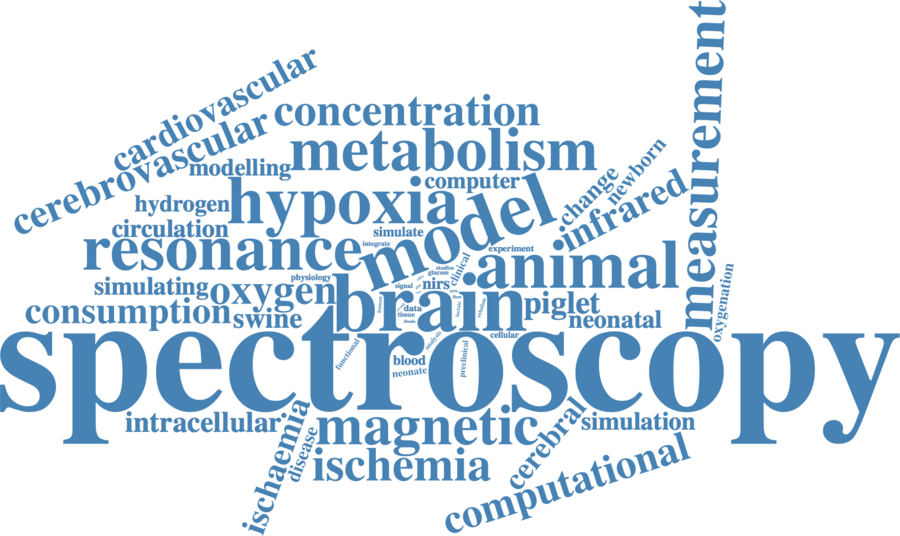 measurement
cardiovascular
cerebrovascular
concentration
metabolism
modelling
computer
newborn
change
infrared
hydrogen
hypoxia
model
circulation
simulate
resonance
integrate
experiment
animal
clinical
studies
glucose
physiology
signal
nirs
simulating
oxygen
brain
piglet
oxygenation
consumption
swine
data
tissue
flow
neonatal
cellular
spectroscopy
functional
analysis
blood
neonate
preclinical
intracellular
ischaemia
disease
magnetic
cerebral
simulation
ischemia
computational